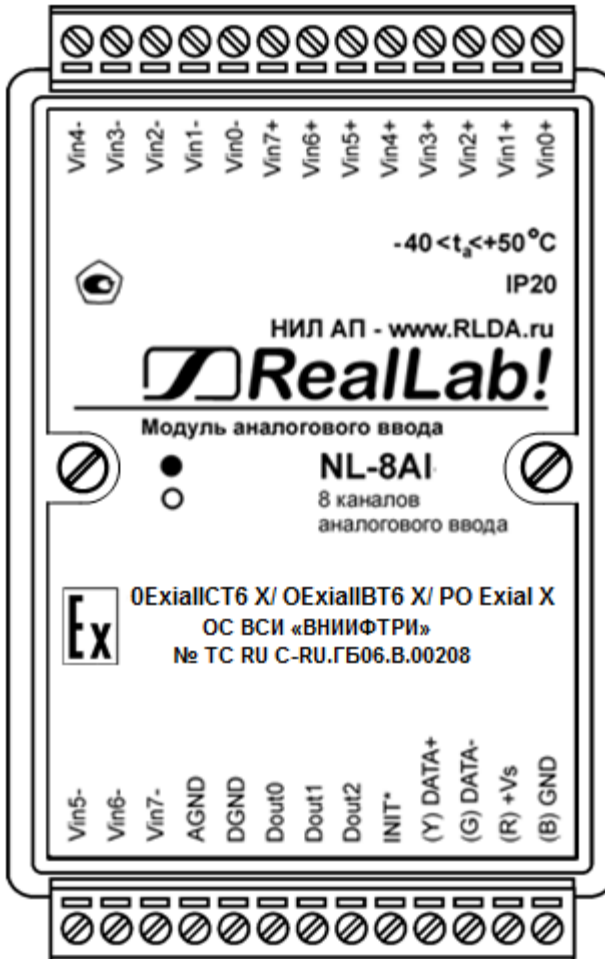 Vin4- Vin3- Vin2- Vin1- Vin0- Vin7+ Vin6+ Vin5+ Vin4+ Vin3+ Vin2+ Vin1+ Vin0+
-40<tₐ<+50°C
IP20
НИЛ АП - www.RLDA.ru
RealLab!
Модуль аналогового ввода
NL-8AI
8 каналов
аналогового ввода
Ex
0ExiaIICT6 X/ OExiaIIBT6 X/ PO ExiaI X
ОС ВСИ «ВНИИФТРИ»
№ ТС RU C-RU.ГБ06.В.00208
Vin5- Vin6- Vin7- AGND DGND Dout0 Dout1 Dout2 INIT* (Y) DATA+ (G) DATA- (R) +Vs (B) GND